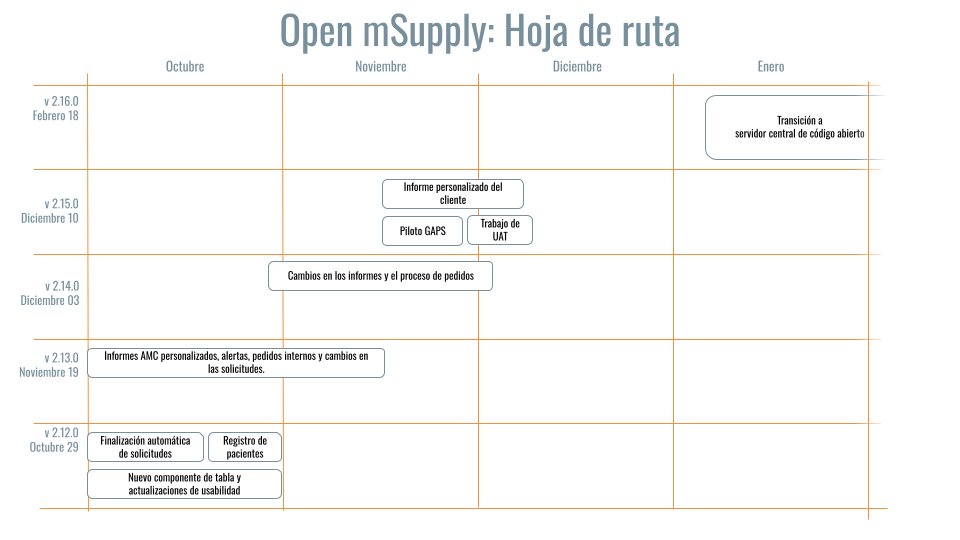 Open mSupply: Hoja de ruta
Octubre
Noviembre
Diciembre
Enero
v 2.16.0
Febrero 18
Transición a
servidor central de código abierto
v 2.15.0
Diciembre 10
Informe personalizado del
cliente
Piloto GAPS
Trabajo de
UAT
v 2.14.0
Diciembre 03
Cambios en los informes y el proceso de pedidos
v 2.13.0
Noviembre 19
Informes AMC personalizados, alertas, pedidos internos y cambios en
las solicitudes.
v 2.12.0
Octubre 29
Finalización automática
de solicitudes
Registro de
pacientes
Nuevo componente de tabla y
actualizaciones de usabilidad